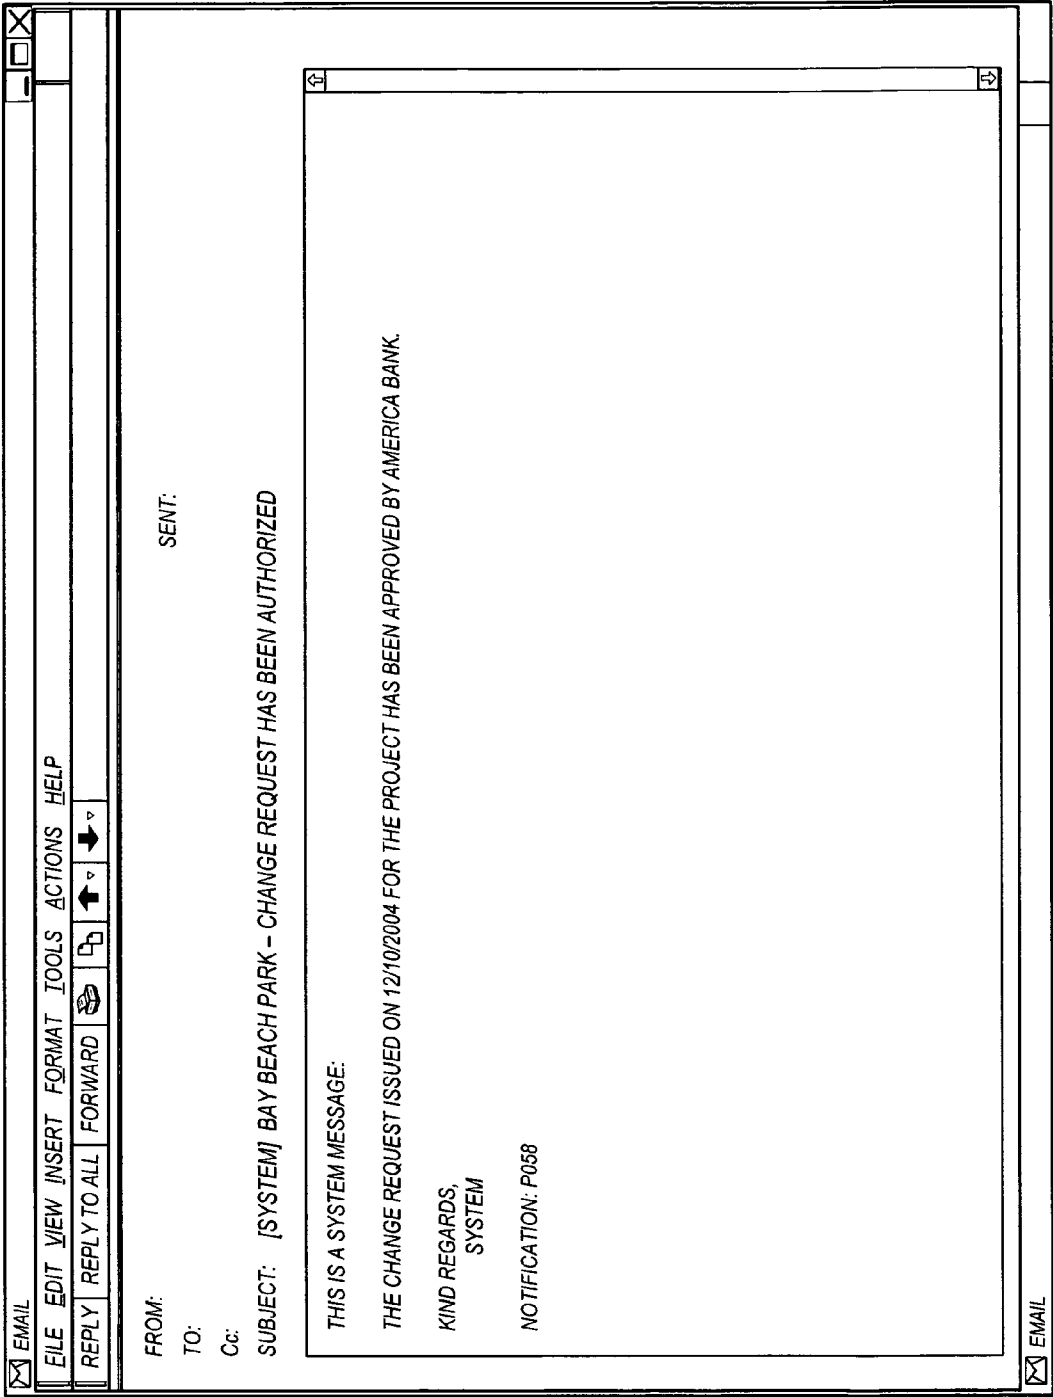 EMAIL
FILE EDIT VIEW INSERT FORMAT TOOLS ACTIONS HELP
REPLY REPLY TO ALL FORWARD
FROM:
SENT:
TO:
Cc:
SUBJECT: [SYSTEM] BAY BEACH PARK – CHANGE REQUEST HAS BEEN AUTHORIZED
THIS IS A SYSTEM MESSAGE:
THE CHANGE REQUEST ISSUED ON 12/10/2004 FOR THE PROJECT HAS BEEN APPROVED BY AMERICA BANK.
KIND REGARDS,
SYSTEM
NOTIFICATION: P058
EMAIL